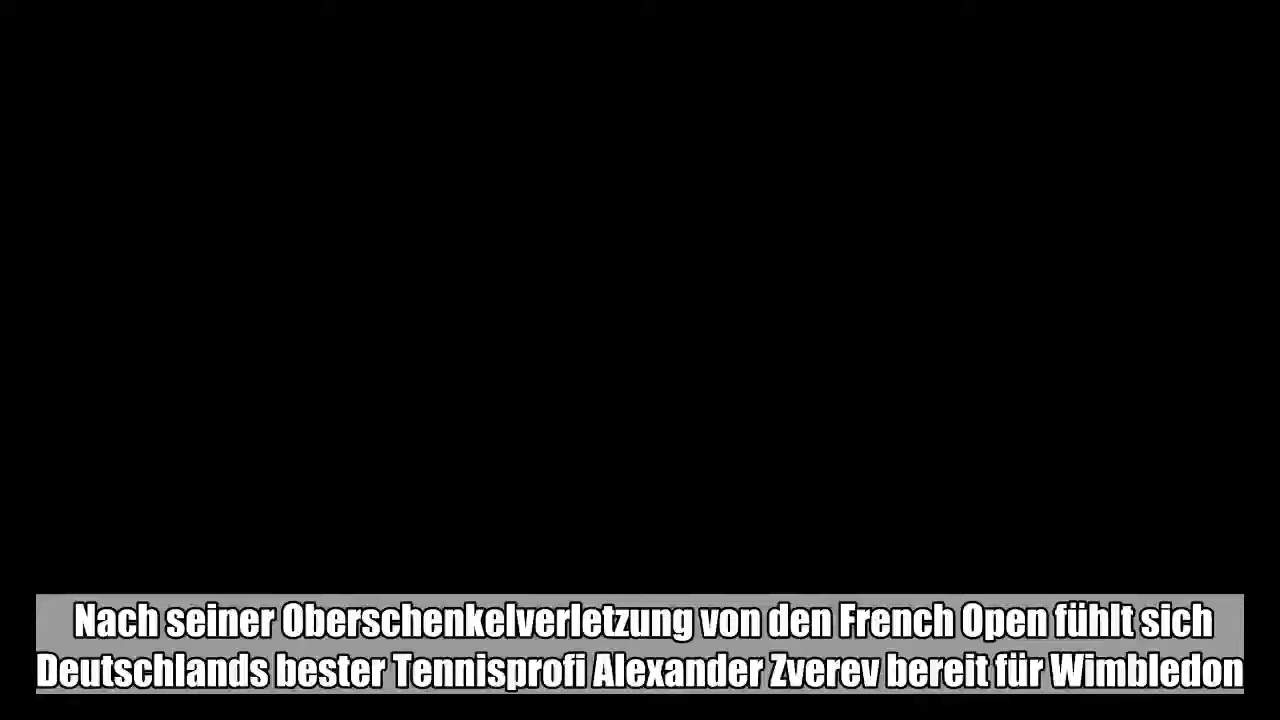 Nach seiner Oberschenkelverletzung von den French Open fühlt sich
Deutschlands bester Tennisprofi Alexander Zverev bereit für Wimbledon